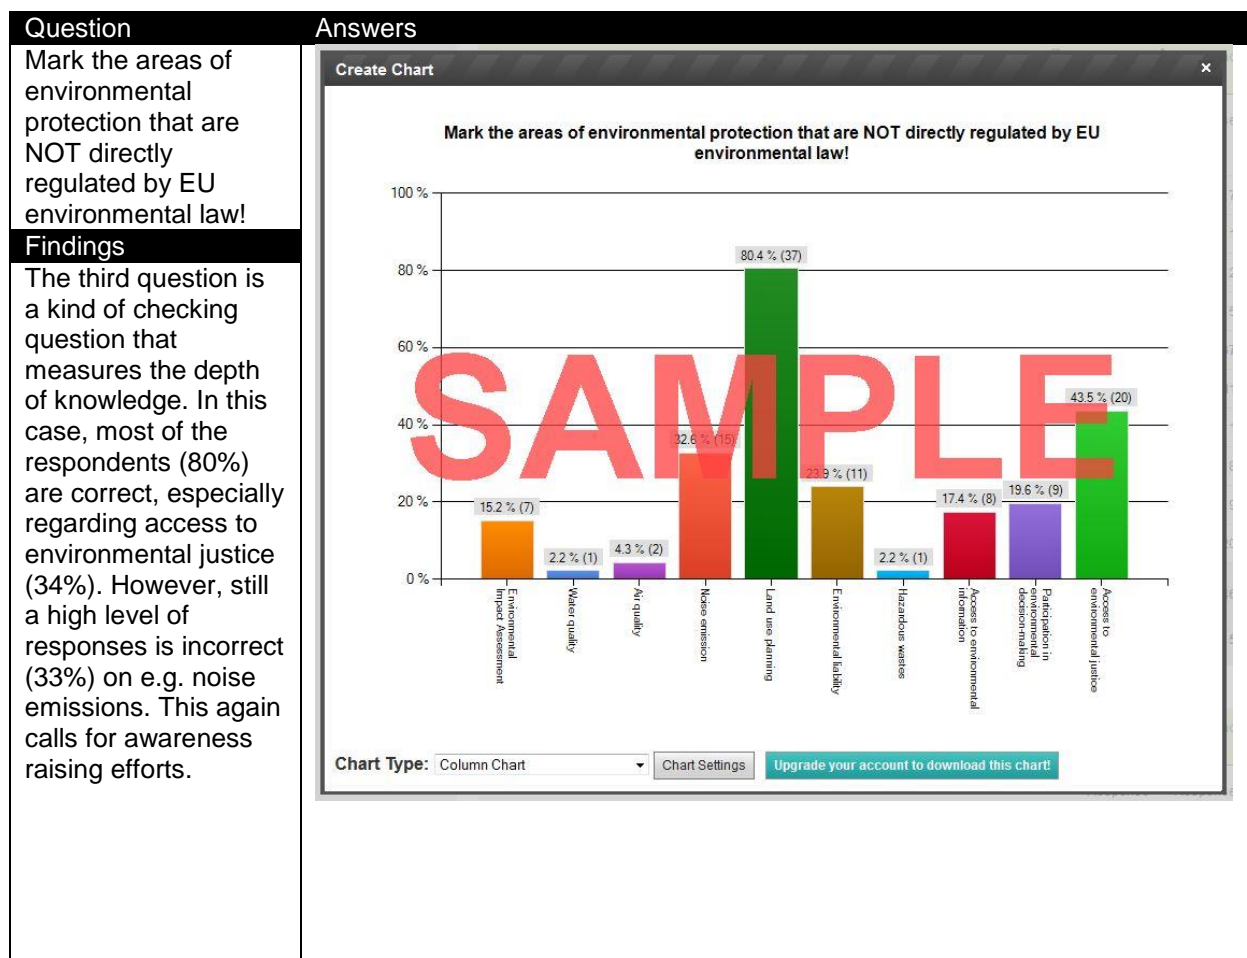 Question
Answers
Mark the areas of
environmental
protection that are
NOT directly
regulated by EU
environmental law!
Findings
The third question is
a kind of checking
question that
measures the depth
of knowledge. In this
case, most of the
respondents (80%)
are correct, especially
regarding access to
environmental justice
(34%). However, still
a high level of
responses is incorrect
(33%) on e.g. noise
emissions. This again
calls for awareness
raising efforts.
Create Chart
×
Mark the areas of environmental protection that are NOT directly regulated by EU
environmental law!
100 %
80 %
60 %
40 %
20 %
0 %
15.2 % (7)
2.2 % (1)
4.3 % (2)
32.6 % (15)
80.4 % (37)
23.9 % (11)
2.2 % (1)
17.4 % (8)
19.6 % (9)
43.5 % (20)
SAMPLE
Environmental
Impact Assessment
Water quality
Air quality
Noise emission
Land use planning
Environmental liability
Hazardous wastes
Access to environmental
information
Participation in
environmental
decision-making
Access to
environmental justice
Chart Type:
Column Chart
Chart Settings
Upgrade your account to download this chart!